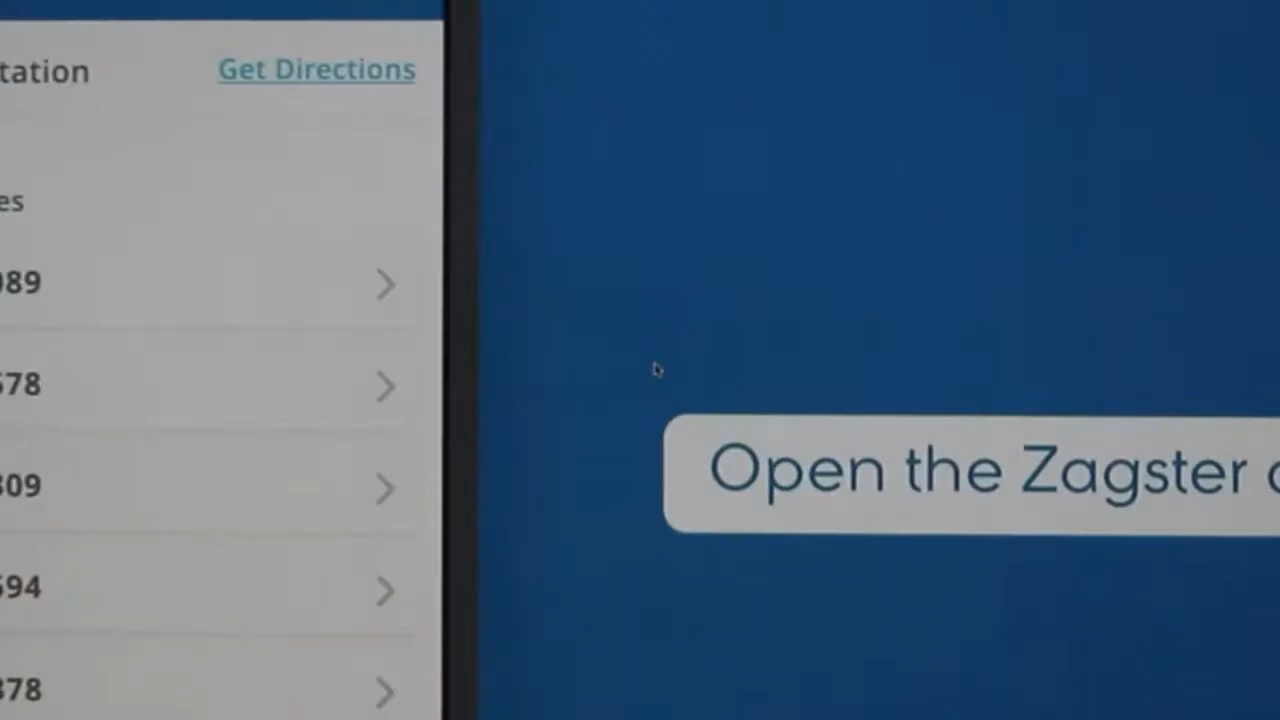 tation
Get Directions
es
089
578
309
594
378
Open the Zagster